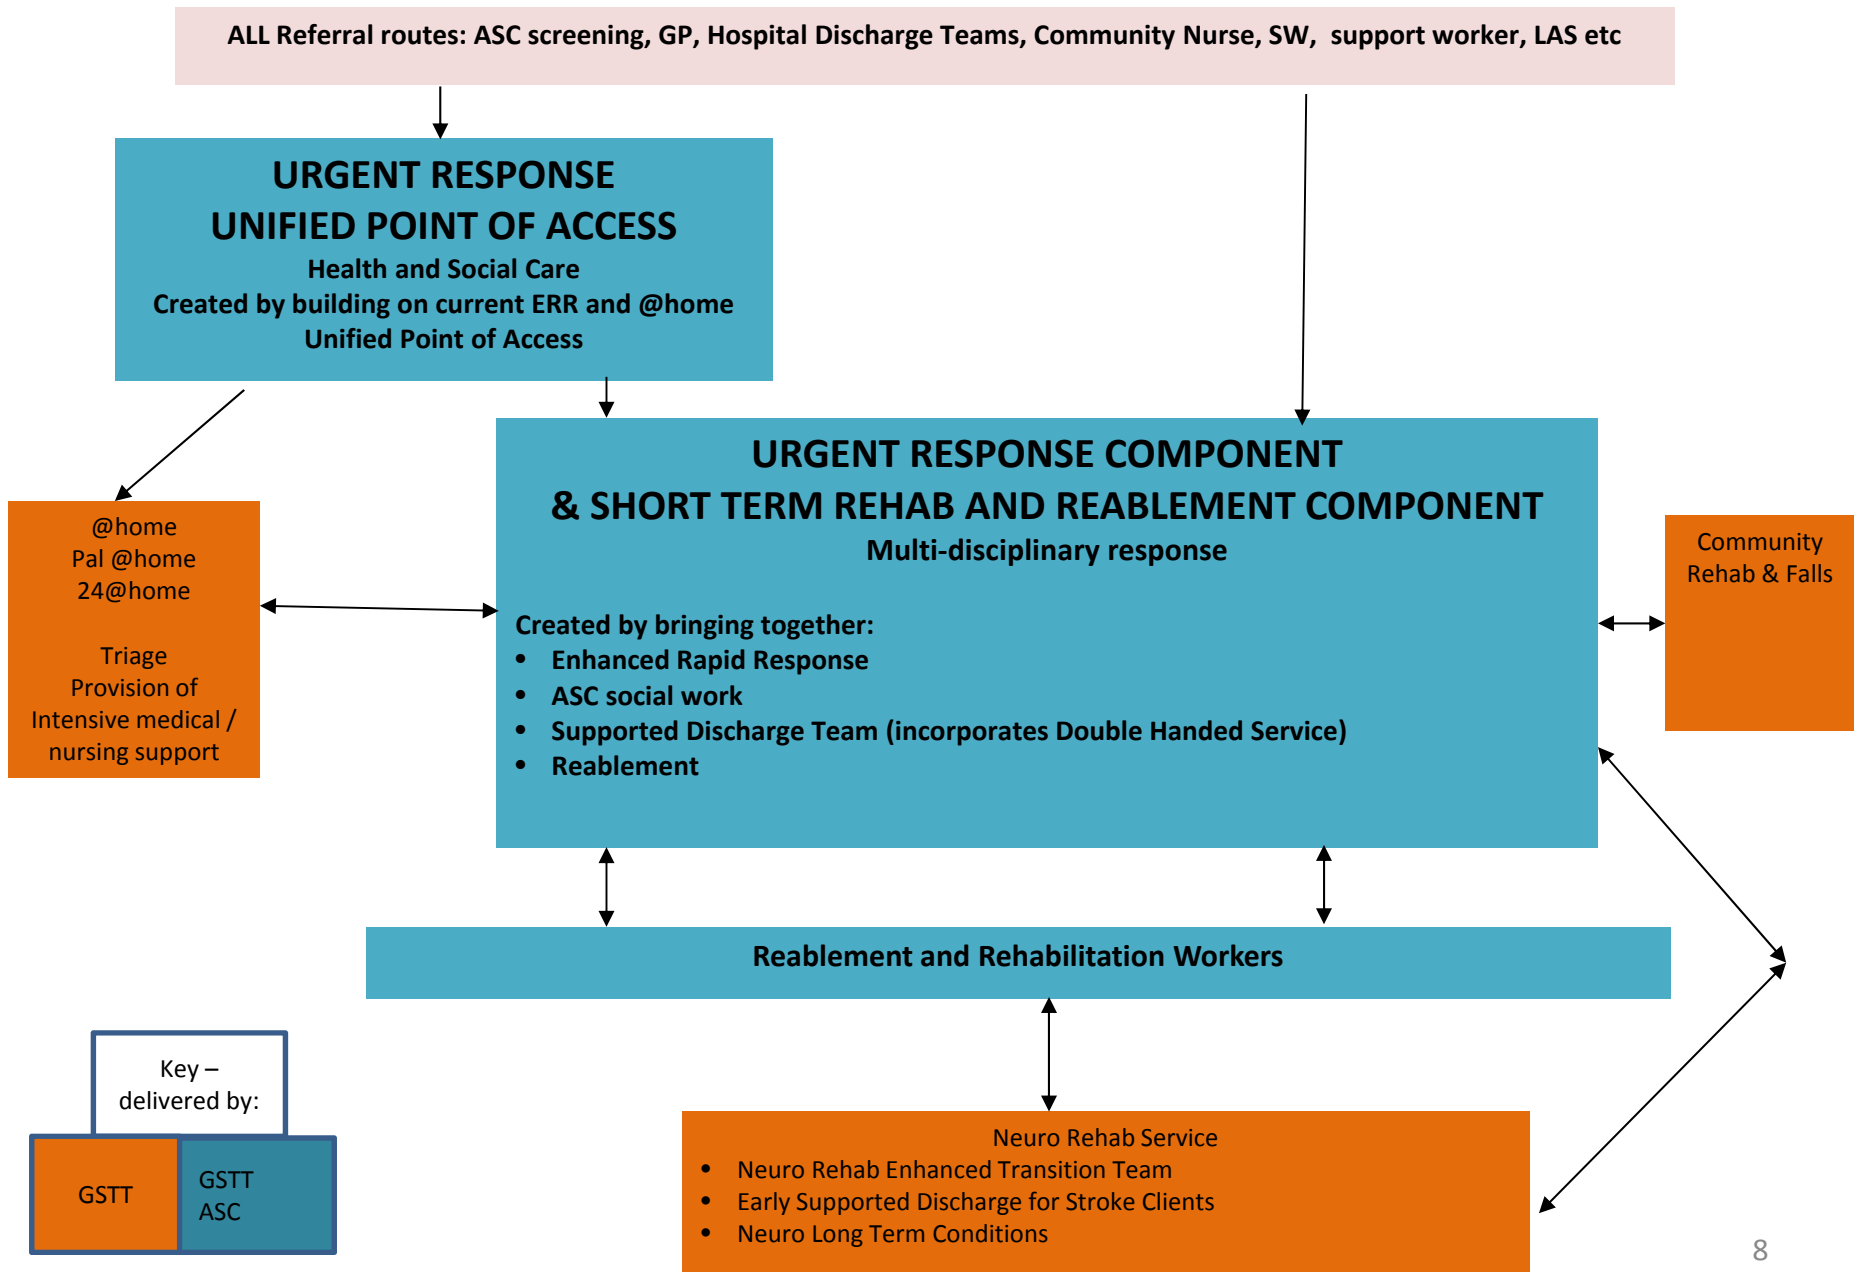 ALL Referral routes: ASC screening, GP, Hospital Discharge Teams, Community Nurse, SW, support worker, LAS etc
URGENT RESPONSE
UNIFIED POINT OF ACCESS
Health and Social Care
Created by building on current ERR and @home
Unified Point of Access
URGENT RESPONSE COMPONENT
& SHORT TERM REHAB AND REABLEMENT COMPONENT
Multi-disciplinary response
Created by bringing together:
• Enhanced Rapid Response
• ASC social work
• Supported Discharge Team (incorporates Double Handed Service)
• Reablement
@home
Pal @home
24@home
Triage
Provision of
Intensive medical /
nursing support
Community
Rehab & Falls
Reablement and Rehabilitation Workers
Key –
delivered by:
GSTT
GSTT
ASC
Neuro Rehab Service
• Neuro Rehab Enhanced Transition Team
• Early Supported Discharge for Stroke Clients
• Neuro Long Term Conditions
8